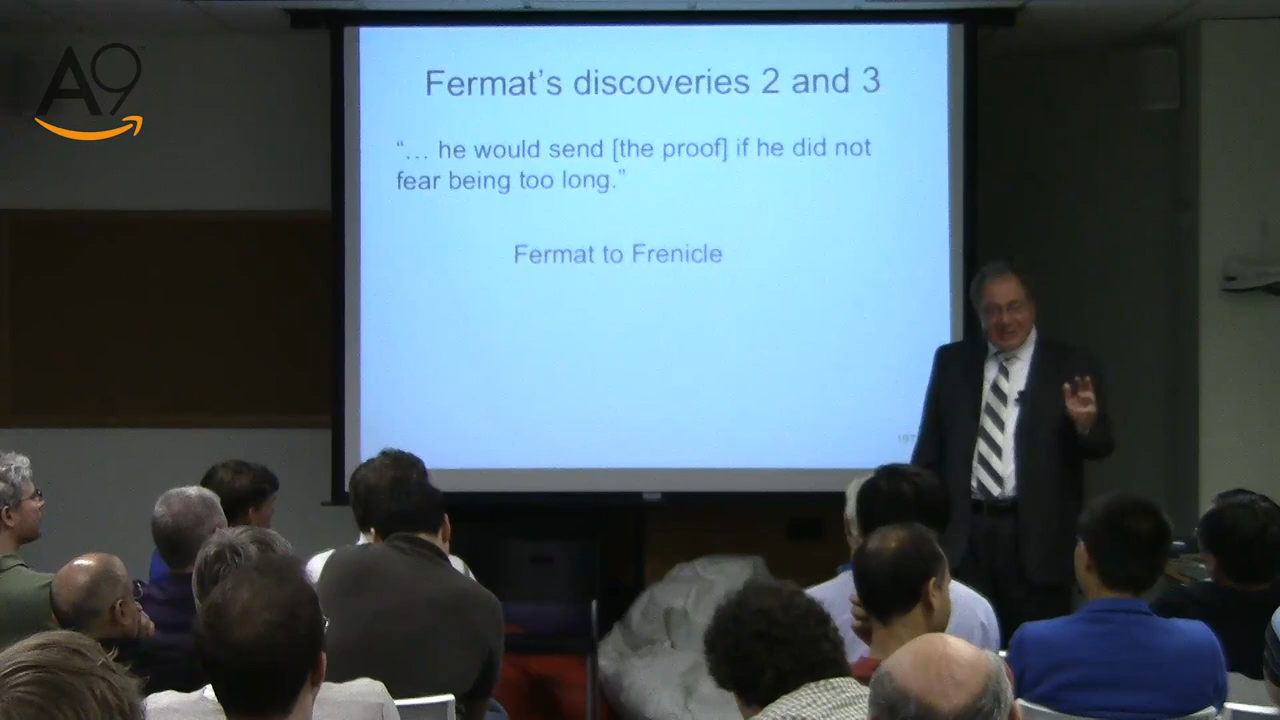 A9
Fermat's discoveries 2 and 3
"... he would send [the proof] if he did not
fear being too long."
Fermat to Frenicle